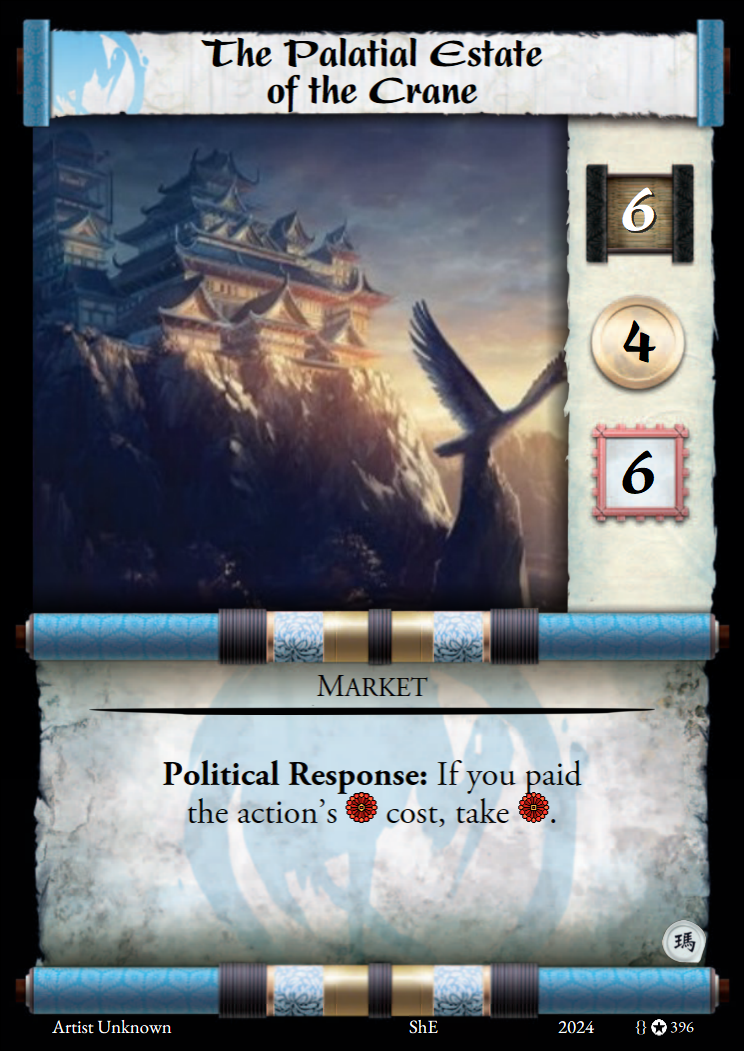 The Palatial Estate
of the Crane
6
4
6
MARKET
Political Response: If you paid
the action's cost, take .
瑪
Artist Unknown ShE 2024 {} 396